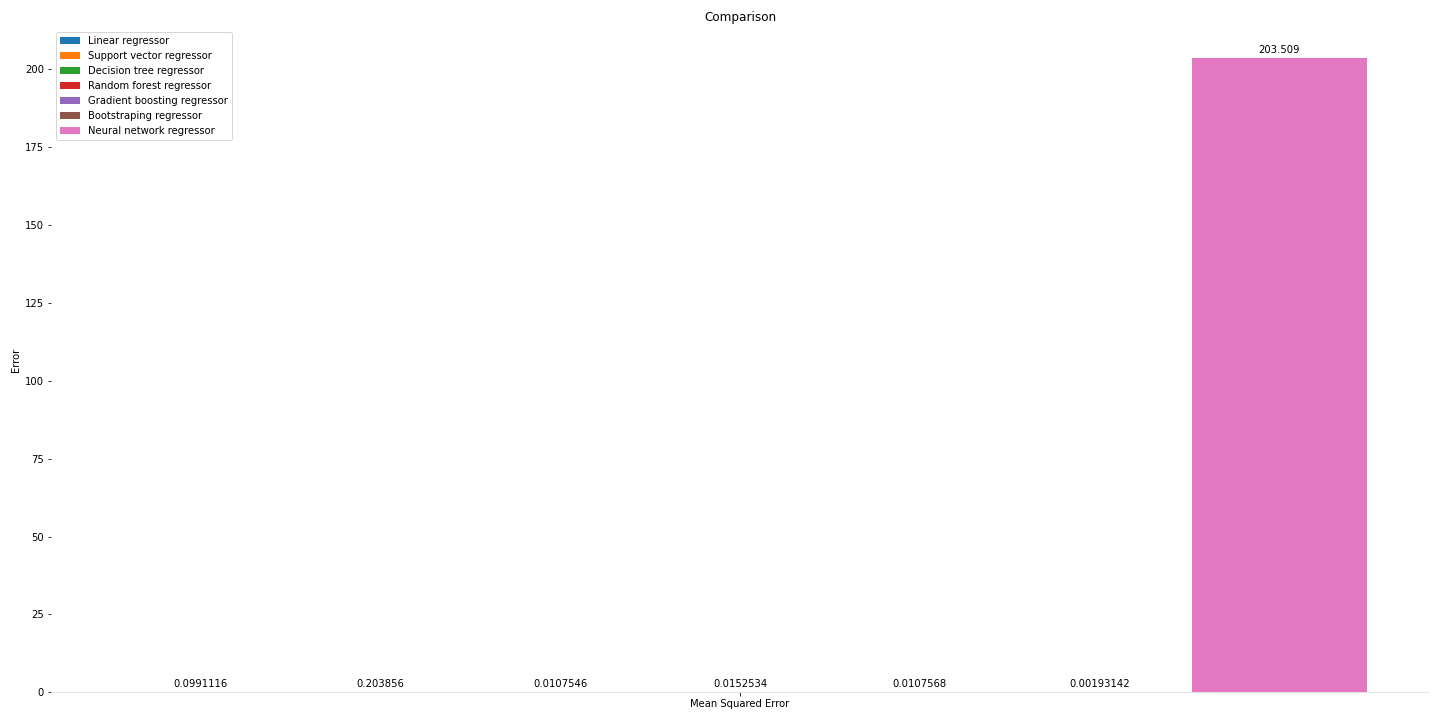 Comparison
Linear regressor
Support vector regressor
Decision tree regressor
Random forest regressor
Gradient boosting regressor
Bootstraping regressor
Neural network regressor
203.509
200
175
150
125
100
75
50
25
0
Error
0.0991116
0.203856
0.0107546
0.0152534
0.0107568
0.00193142
Mean Squared Error